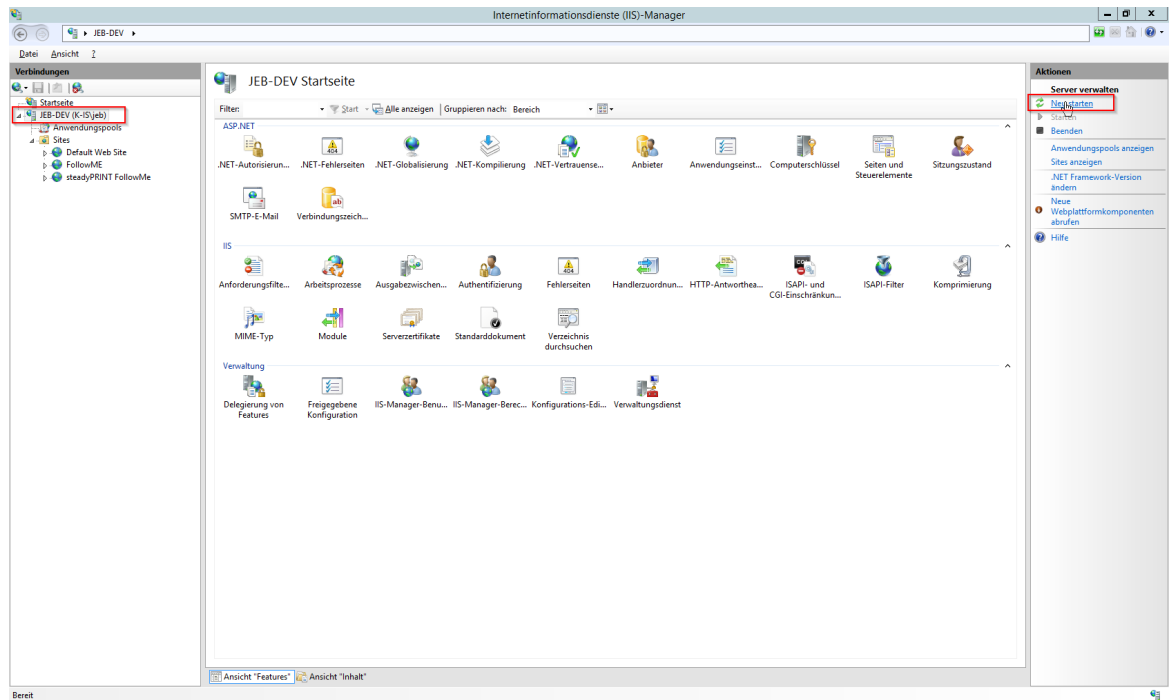 Internetinformationsdienste (IIS)-Manager
JEB-DEV
Datei Ansicht ?
Verbindungen
Startseite
JEB-DEV (K-IS\jeb)
Anwendungspools
Sites
Default Web Site
FollowME
steadyPRINT FollowMe
JEB-DEV Startseite
Filter: Start Alle anzeigen Gruppieren nach: Bereich
ASP.NET
.NET-Autorisierun... .NET-Fehlerseiten .NET-Globalisierung .NET-Kompilierung .NET-Vertrauense... Anbieter Anwendungseinst... Computerschlüssel Seiten und Steuerelemente Sitzungszustand
SMTP-E-Mail Verbindungszeich...
IIS
Anforderungsfilte... Arbeitsprozesse Ausgabezwischen... Authentifizierung Fehlerseiten Handlerzuordnun... HTTP-Antworthea... ISAPI- und CGI-Einschränkun... ISAPI-Filter Komprimierung
MIME-Typ Module Serverzertifikate Standarddokument Verzeichnis durchsuchen
Verwaltung
Delegierung von Features Freigegebene Konfiguration IIS-Manager-Benu... IIS-Manager-Berec... Konfigurations-Edi... Verwaltungsdienst
Ansicht "Features" Ansicht "Inhalt"
Aktionen
Server verwalten
Neu starten
Starten
Beenden
Anwendungspools anzeigen
Sites anzeigen
.NET Framework-Version
ändern
Neue
Webplattformkomponenten
abrufen
Hilfe
Bereit